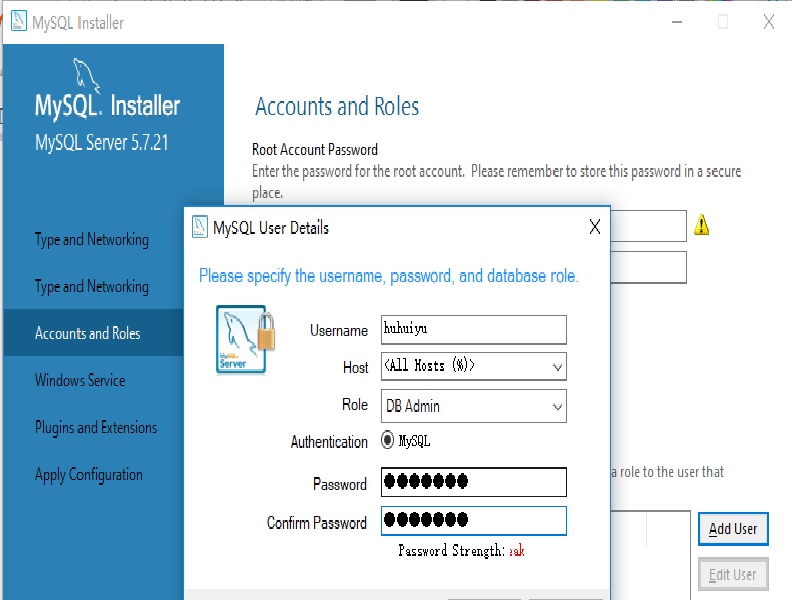 MySQL Installer
MySQL. Installer
MySQL Server 5.7.21
Type and Networking
Type and Networking
Accounts and Roles
Windows Service
Plugins and Extensions
Apply Configuration
Accounts and Roles
Root Account Password
Enter the password for the root account. Please remember to store this password in a secure
place.
MySQL User Details
X
Please specify the username, password, and database role.
MySQL
Server
Username
huhuiyu
Host
<All Hosts (%)>
Role
DB Admin
Authentication
MySQL
Password
●●●●●●●
Confirm Password
●●●●●●●
Password Strength: eak
a role to the user that
Add User
Edit User